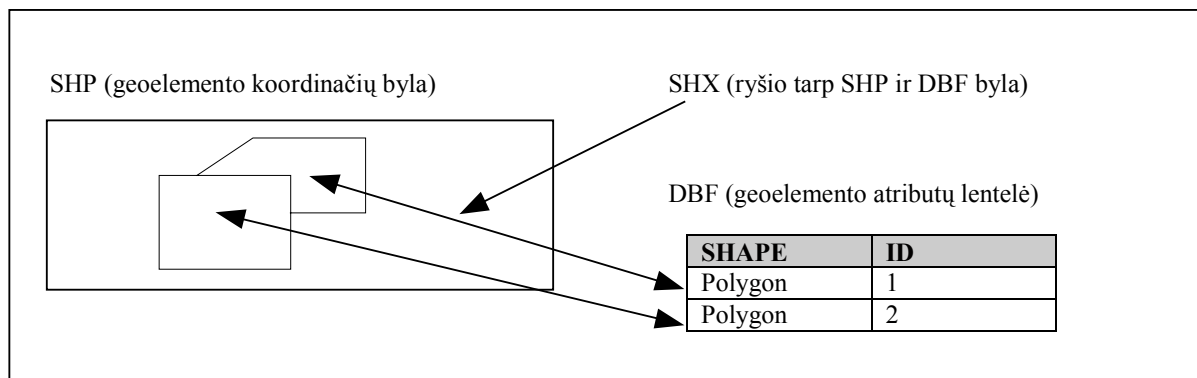 SHP (geoelemento koordinačių byla)
SHX (ryšio tarp SHP ir DBF byla)
DBF (geoelemento atributų lentelė)
SHAPE ID
Polygon 1
Polygon 2